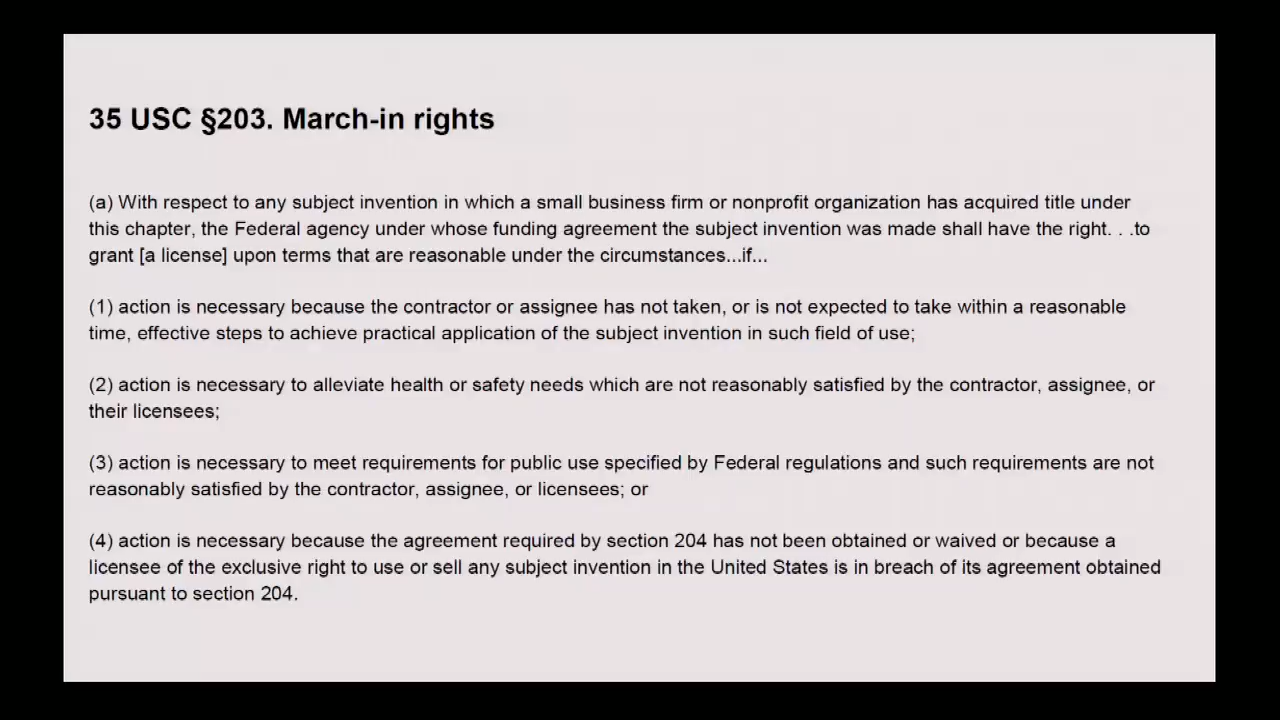 35 USC §203. March-in rights
(a) With respect to any subject invention in which a small business firm or nonprofit organization has acquired title under
this chapter, the Federal agency under whose funding agreement the subject invention was made shall have the right. . .to
grant [a license] upon terms that are reasonable under the circumstances...if...
(1) action is necessary because the contractor or assignee has not taken, or is not expected to take within a reasonable
time, effective steps to achieve practical application of the subject invention in such field of use;
(2) action is necessary to alleviate health or safety needs which are not reasonably satisfied by the contractor, assignee, or
their licensees;
(3) action is necessary to meet requirements for public use specified by Federal regulations and such requirements are not
reasonably satisfied by the contractor, assignee, or licensees; or
(4) action is necessary because the agreement required by section 204 has not been obtained or waived or because a
licensee of the exclusive right to use or sell any subject invention in the United States is in breach of its agreement obtained
pursuant to section 204.